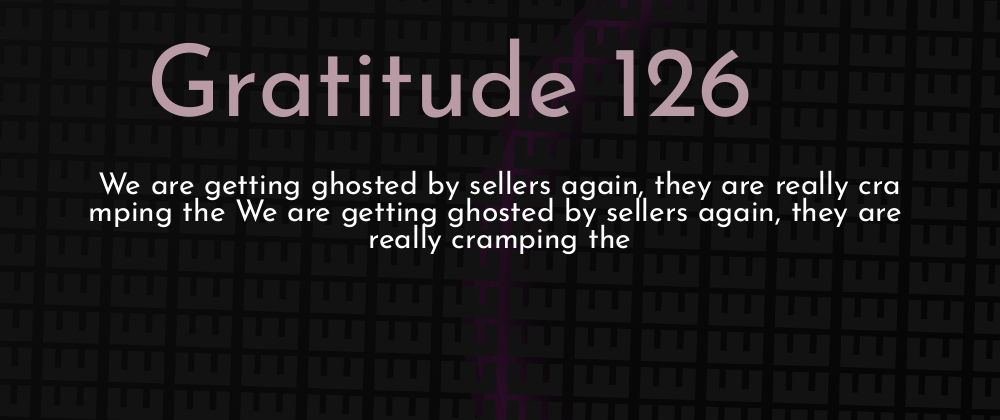 Gratitude 126
We are getting ghosted by sellers again, they are really cra
mping the We are getting ghosted by sellers again, they are
really cramping the